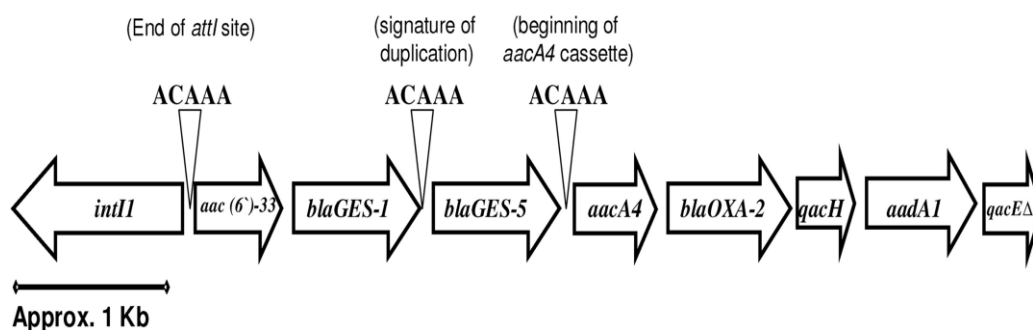 (End of attI site)
(signature of
duplication)
(beginning of
aacA4 cassette)
ACAAA
ACAAA
ACAAA
intI1
aac (6`)-33
blaGES-1
blaGES-5
aacA4
blaOXA-2
qacH
aadA1
qacEΔ
Approx. 1 Kb